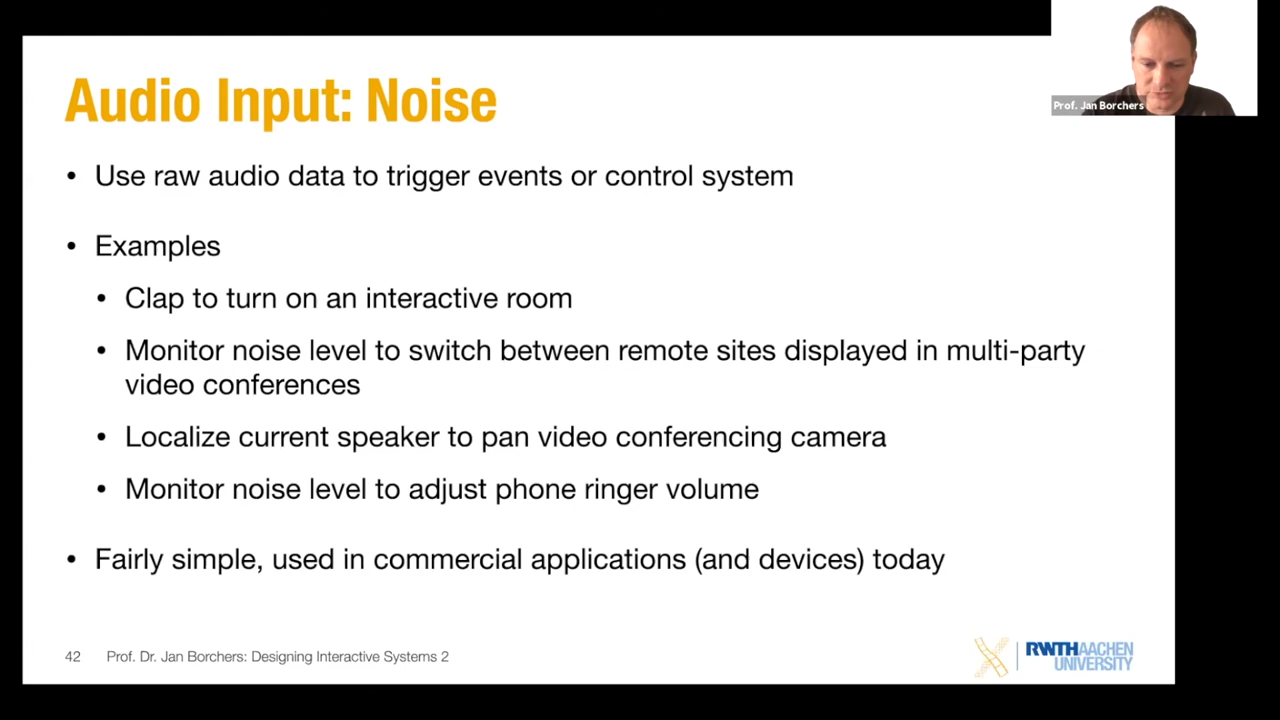 Audio Input: Noise
Prof. Jan Borchers
• Use raw audio data to trigger events or control system
• Examples
• Clap to turn on an interactive room
• Monitor noise level to switch between remote sites displayed in multi-party
video conferences
• Localize current speaker to pan video conferencing camera
• Monitor noise level to adjust phone ringer volume
• Fairly simple, used in commercial applications (and devices) today
42 Prof. Dr. Jan Borchers: Designing Interactive Systems 2
RWTHAACHEN
UNIVERSITY